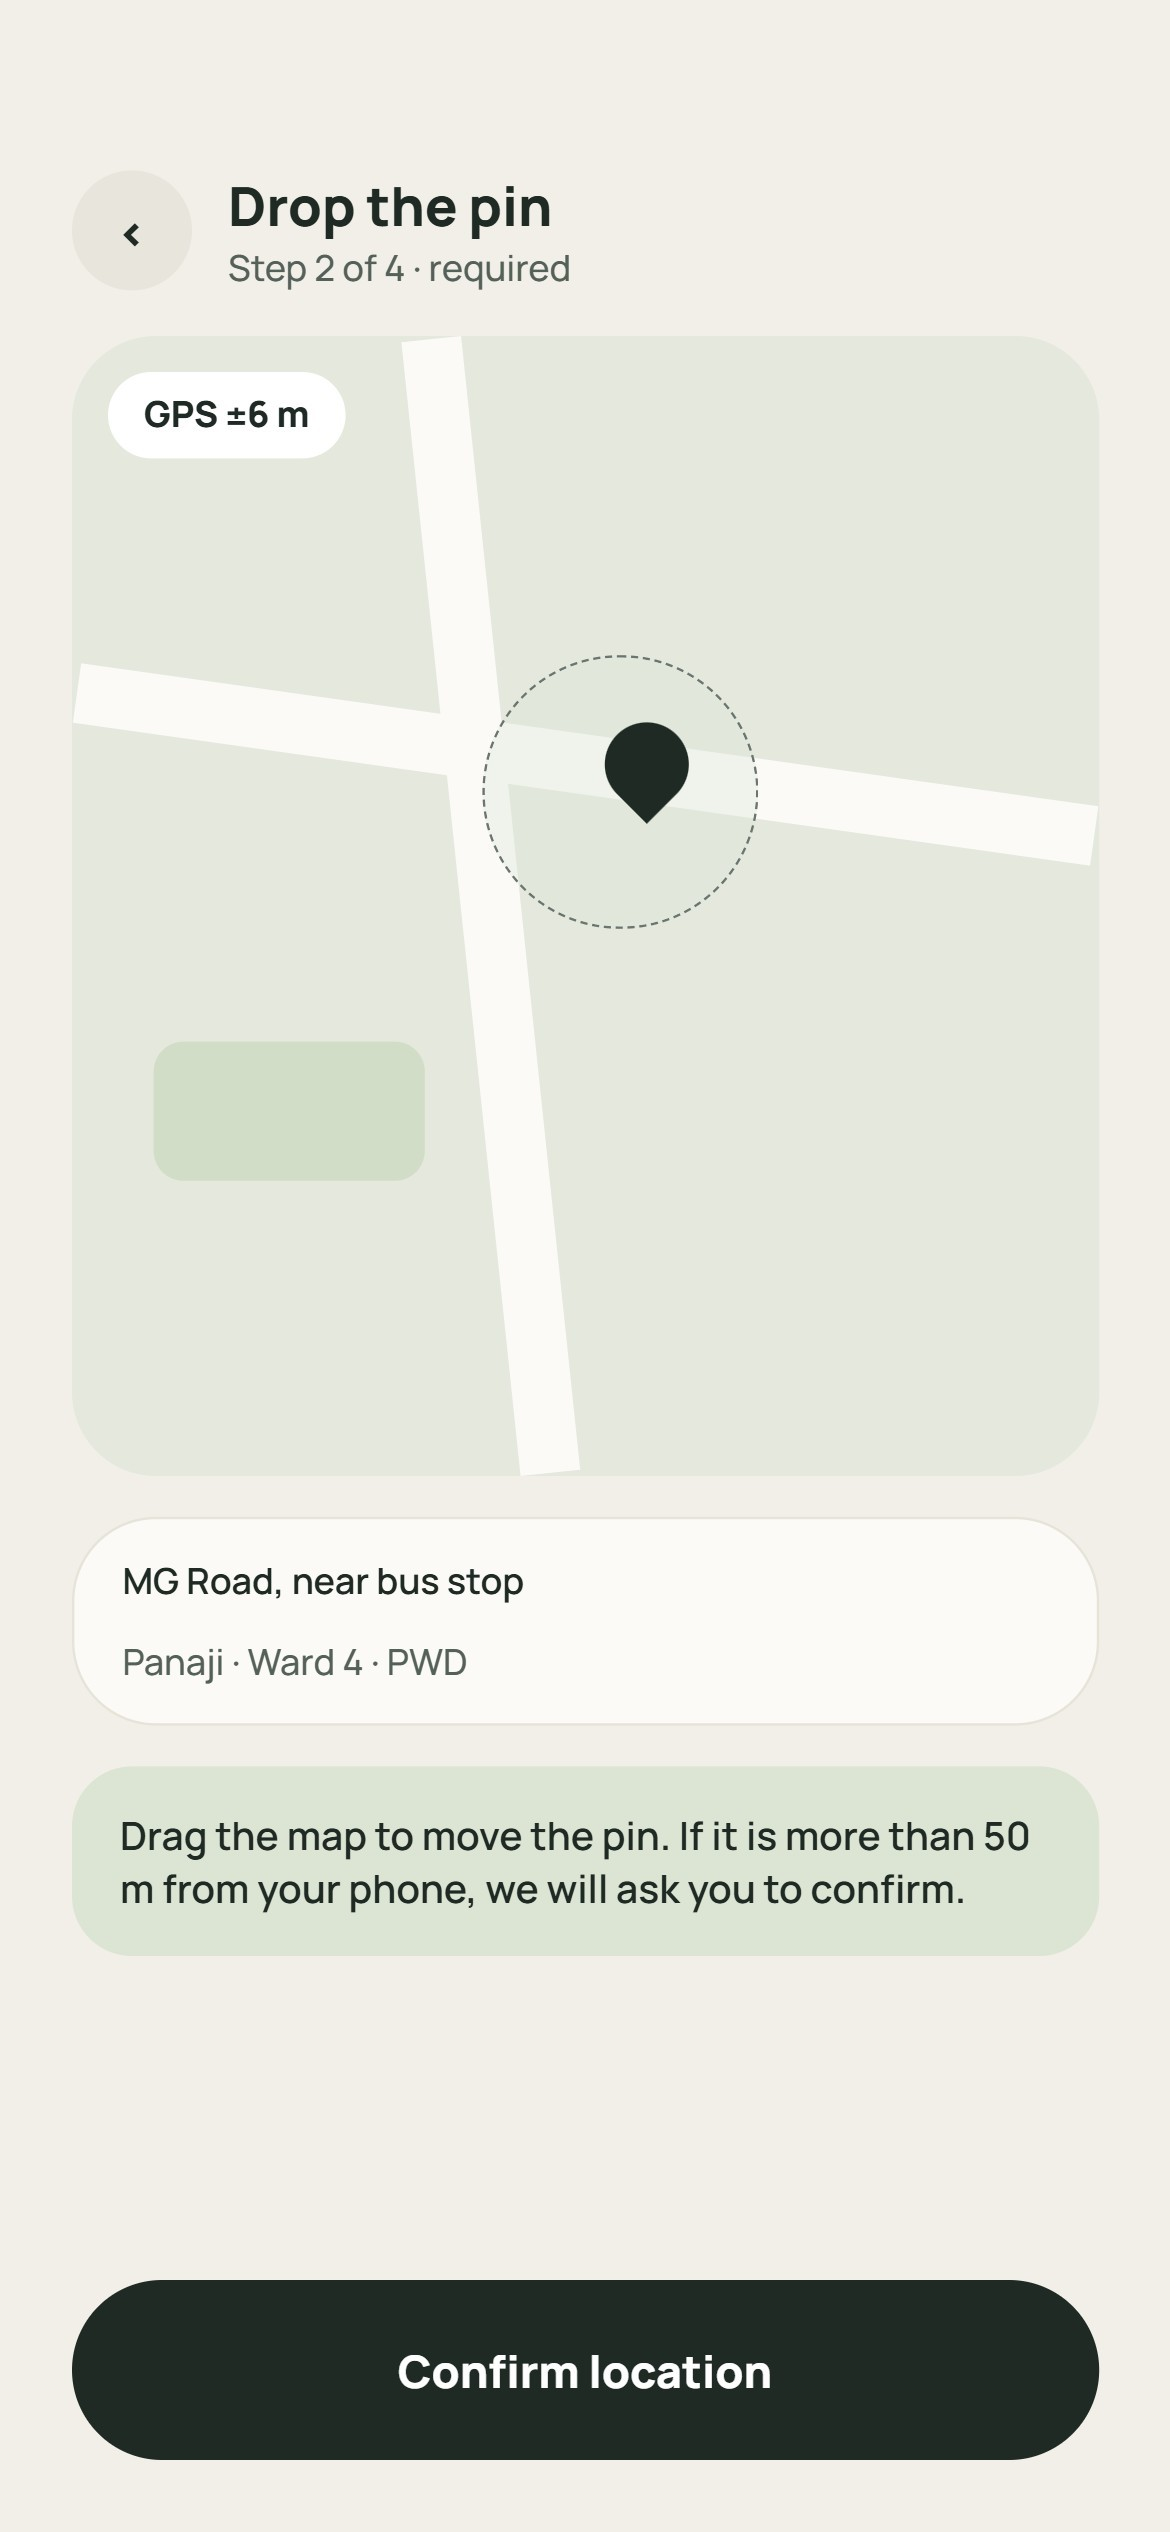 Drop the pin
Step 2 of 4 · required
GPS ±6 m
MG Road, near bus stop
Panaji · Ward 4 · PWD
Drag the map to move the pin. If it is more than 50
m from your phone, we will ask you to confirm.
Confirm location